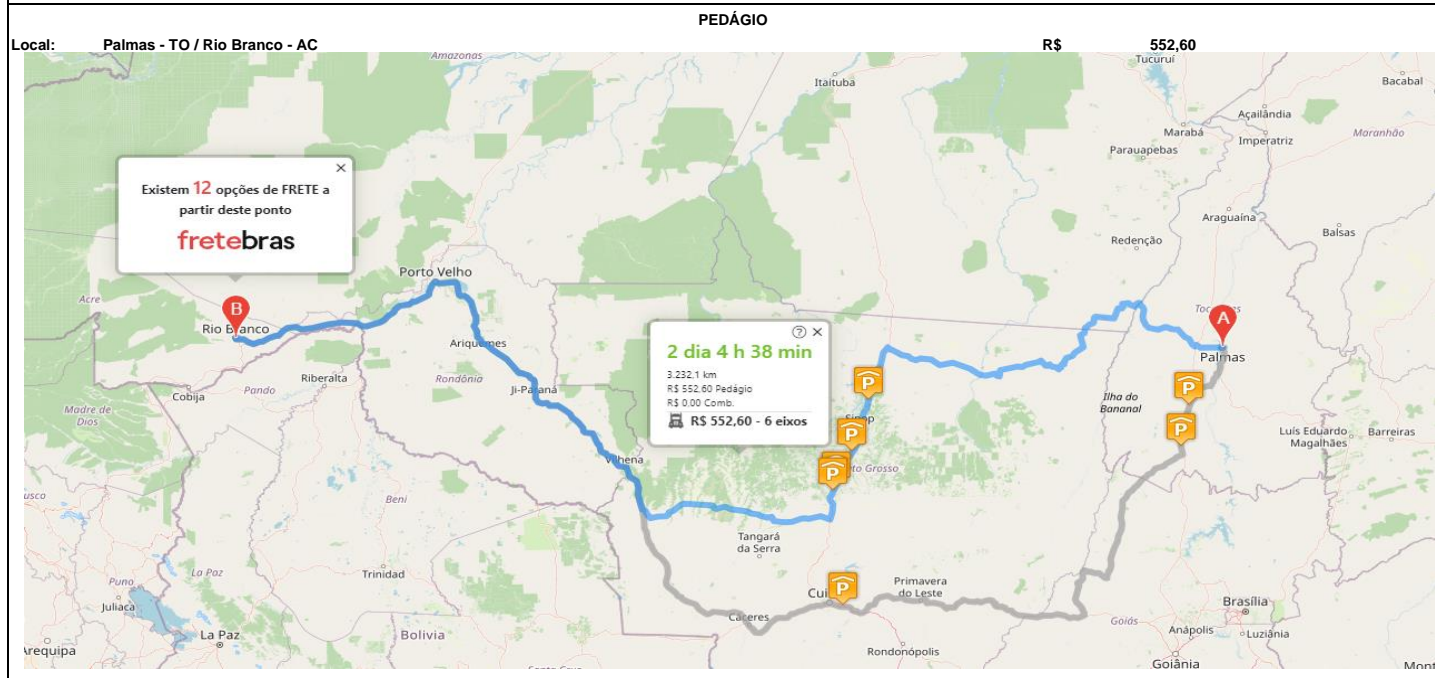 PEDÁGIO
Local: Palmas - TO / Rio Branco - AC R$ 552,60
Amazonas
Itaituba
Tucuruí
Bacabal
Açailândia
Marabá
Imperatriz
Maranhão
Parauapebas
×
Existem 12 opções de FRETE a
partir deste ponto
fretebras
Araguaína
Redenção
Balsas
Porto Velho
Acre
B
Rio Branco
A
Palmas
? ×
2 dia 4 h 38 min
3.232,1 km
R$ 552,60 Pedágio
R$ 0.00 Comb.
R$ 552,60 - 6 eixos
Ariquemes
Riberalta
Rondônia
Ji-Paraná
Cobija
Pando
Madre de
Dios
P
P
Ilha do
Bananal
Sinop
P
P
Luís Eduardo
Magalhães
Barreiras
Vilhena
P
Mato Grosso
usco
Beni
Tangará
da Serra
Trinidad
Puno
La Paz
Juliaca
P
Primavera
do Leste
Cáceres
Brasília
Goiás
Anápolis
Luziânia
La Paz
Bolivia
Rondonópolis
Arequipa
Goiânia
Mont